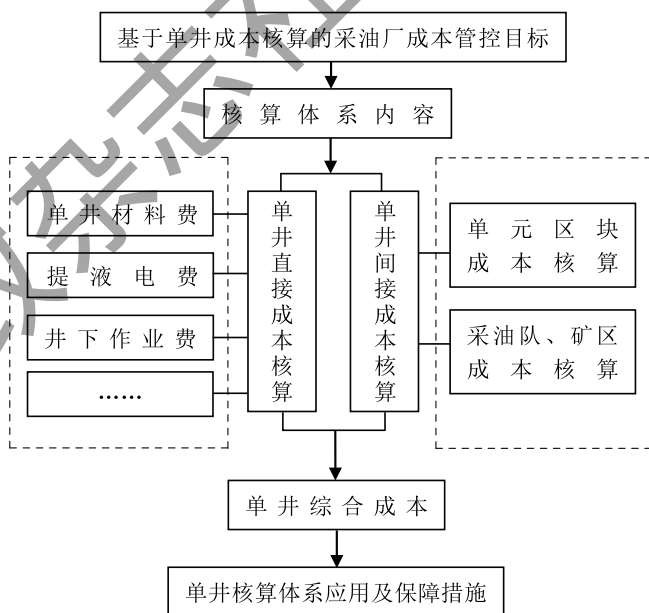 基于单井成本核算的采油厂成本管控目标
核算体系内容
单井材料费
提液电费
井下作业费
……
单井直接成本核算
单井间接成本核算
单元区块
成本核算
采油队、矿区
成本核算
单井综合成本
单井核算体系应用及保障措施
杂志社